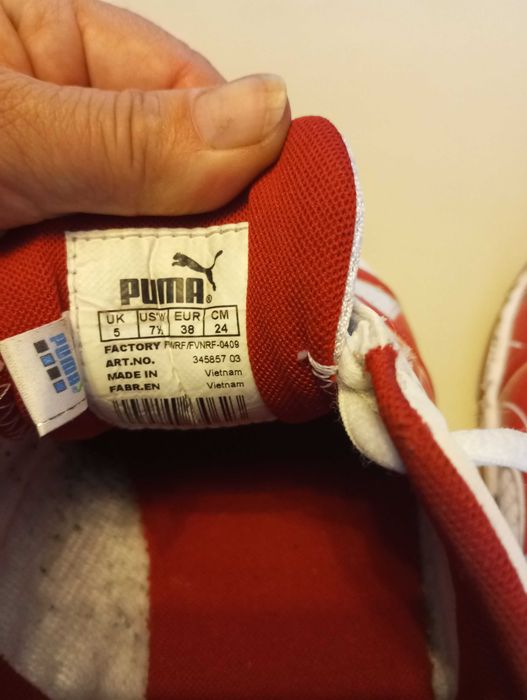 PUMA®
UK US'W EUR CM
5 7½ 38 24
FACTORY FWRF/FVNRF-0409
ART.NO. 345857 03
MADE IN Vietnam
FABR.EN Vietnam
PUMA